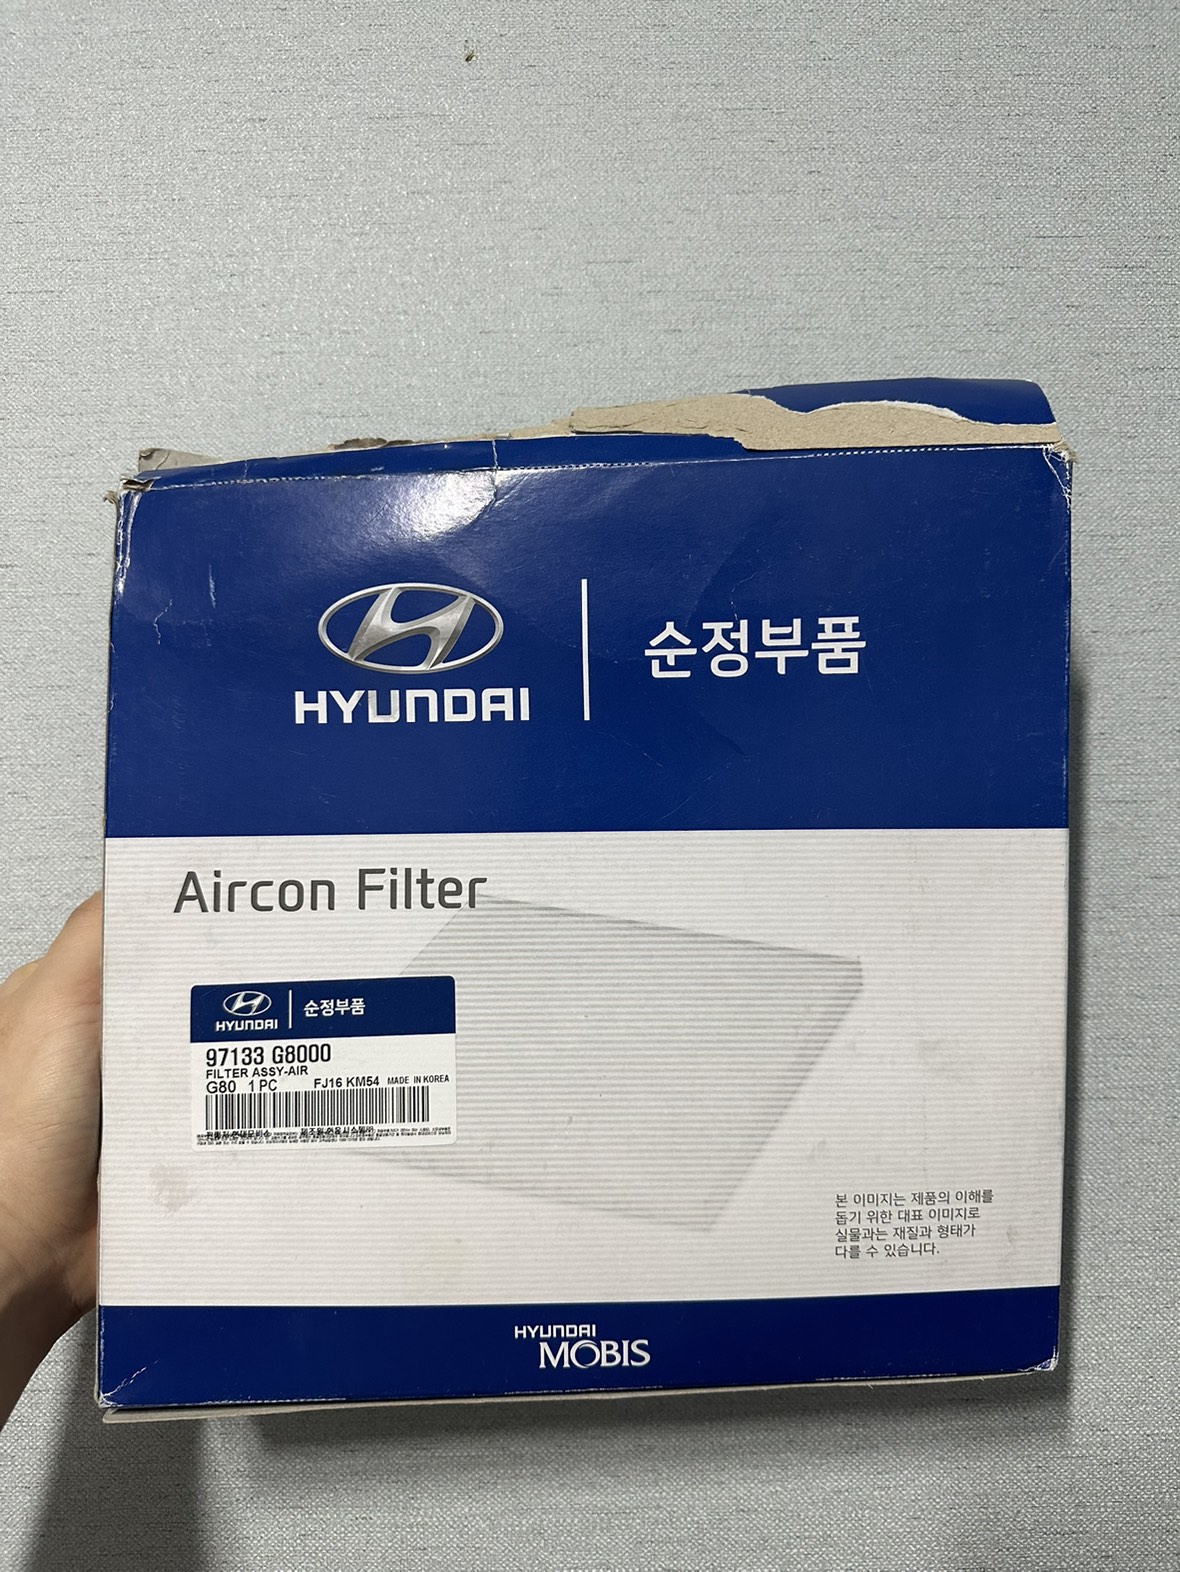 HYUNDAI
순정부품
Aircon Filter
HYUNDAI
순정부품
97133 G8000
FILTER ASSY-AIR
G80 1 PC FJ16 KM54 MADE IN KOREA
본 이미지는 제품의 이해를
돕기 위한 대표 이미지로
실물과는 재질과 형태가
다를 수 있습니다.
HYUNDAI
MOBIS